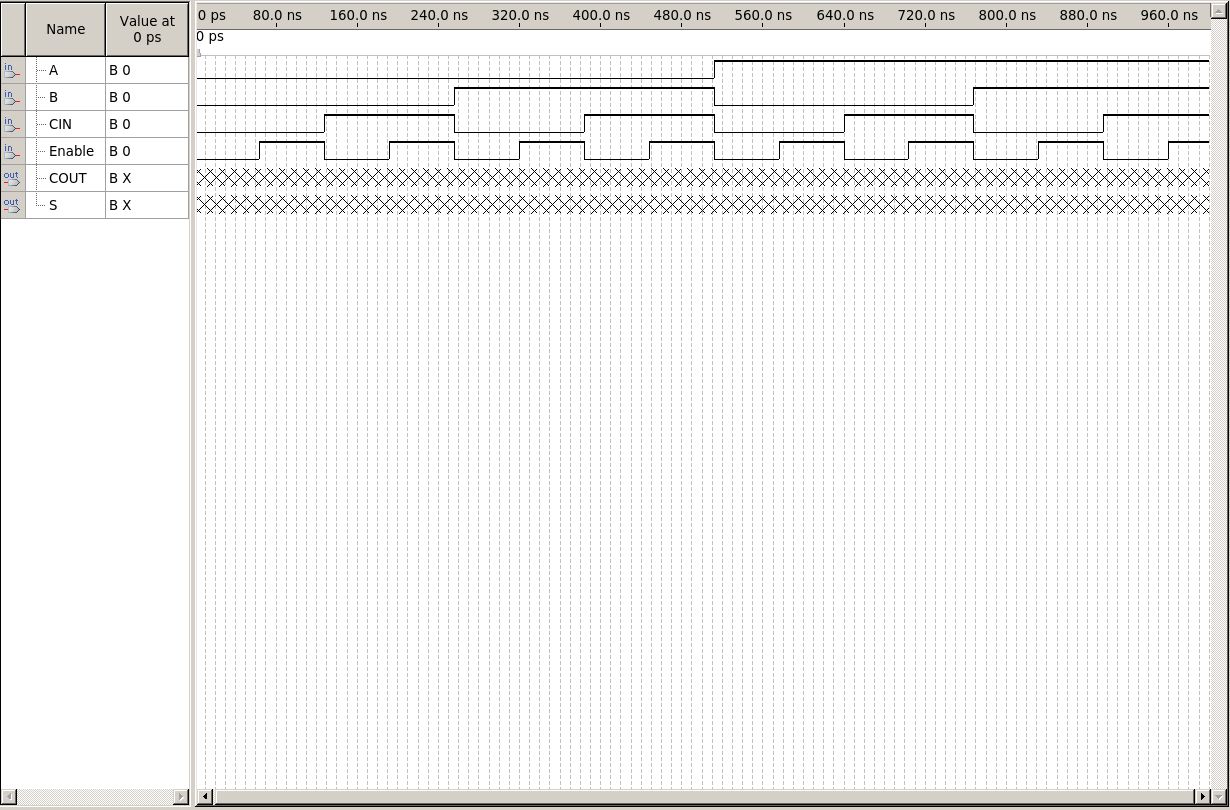 Name
Value at
0 ps
0 ps 80.0 ns 160.0 ns 240.0 ns 320.0 ns 400.0 ns 480.0 ns 560.0 ns 640.0 ns 720.0 ns 800.0 ns 880.0 ns 960.0 ns
0 ps
in A B 0
in B B 0
in CIN B 0
in Enable B 0
out COUT B X
out S B X